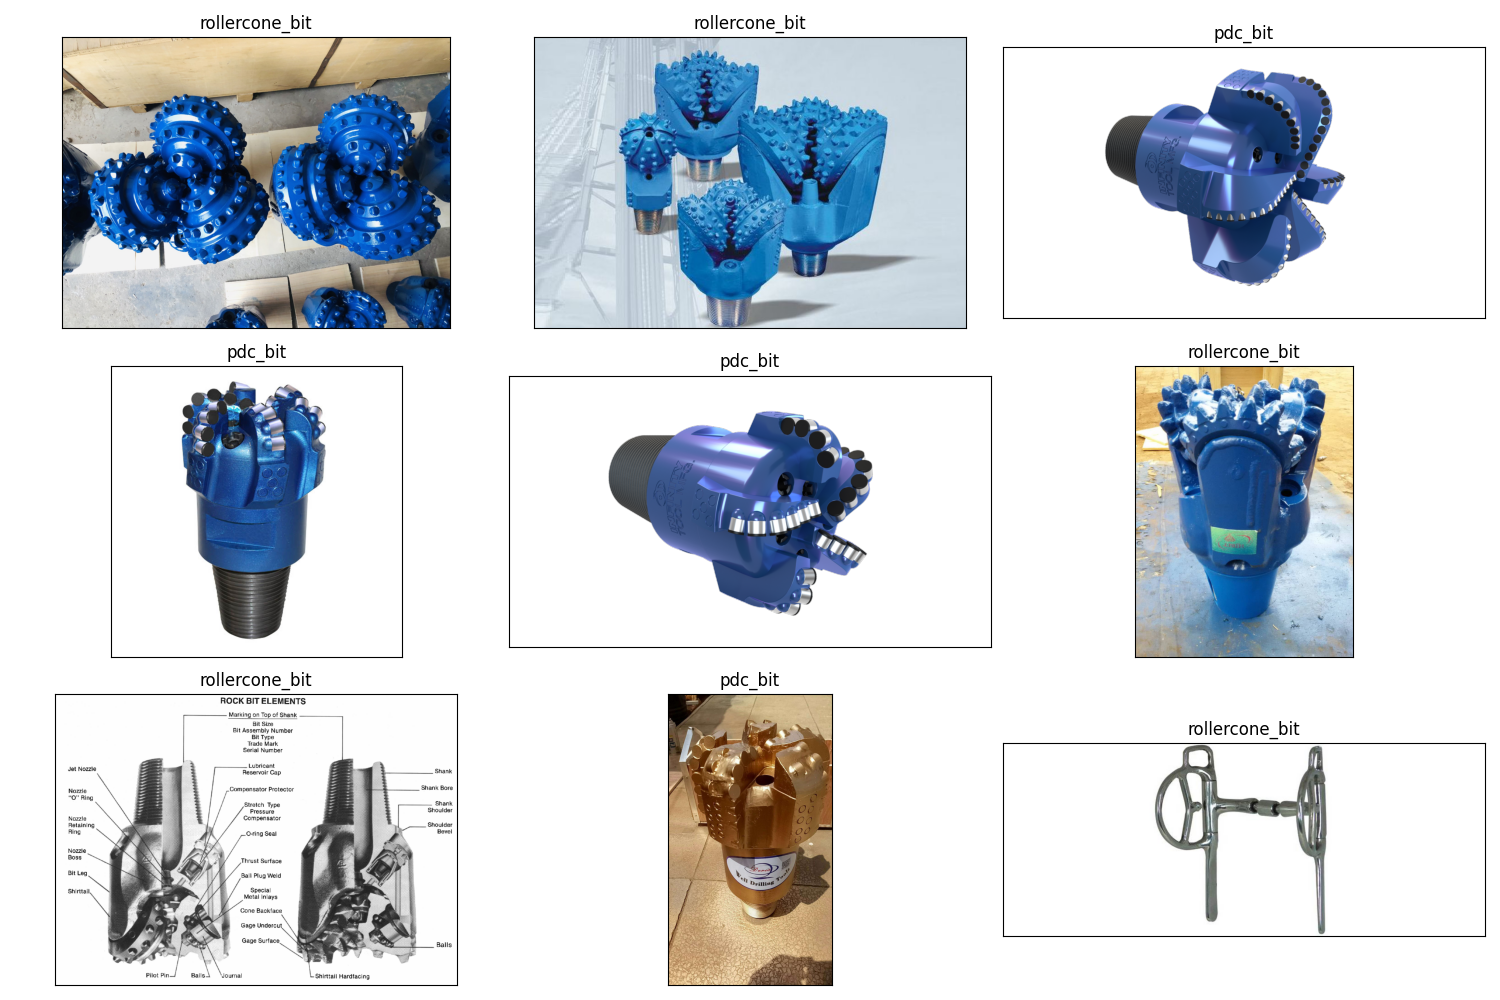 rollercone_bit
rollercone_bit
pdc_bit
pdc_bit
pdc_bit
rollercone_bit
rollercone_bit
ROCK BIT ELEMENTS
Marking on Top of Shank
Bit Size
Bit Assembly Number
Bit Type
Trade Mark
Serial Number
Jet Nozzle
Nozzle
"O" Ring
Nozzle
Retaining
Ring
Nozzle
Boss
Bit Leg
Shirttail
Lubricant
Reservoir Cap
Compensator Protector
Stretch Type
Pressure
Compensator
O-ring Seal
Thrust Surface
Ball Plug Weld
Special
Metal Inlays
Cone Backface
Gage Undercut
Gage Surface
Pilot Pin
Balls
Journal
Shank
Shank Bore
Shank
Shoulder
Shoulder
Bevel
Balls
Shirttail Hardfacing
pdc_bit
Well Drilling Tools
rollercone_bit